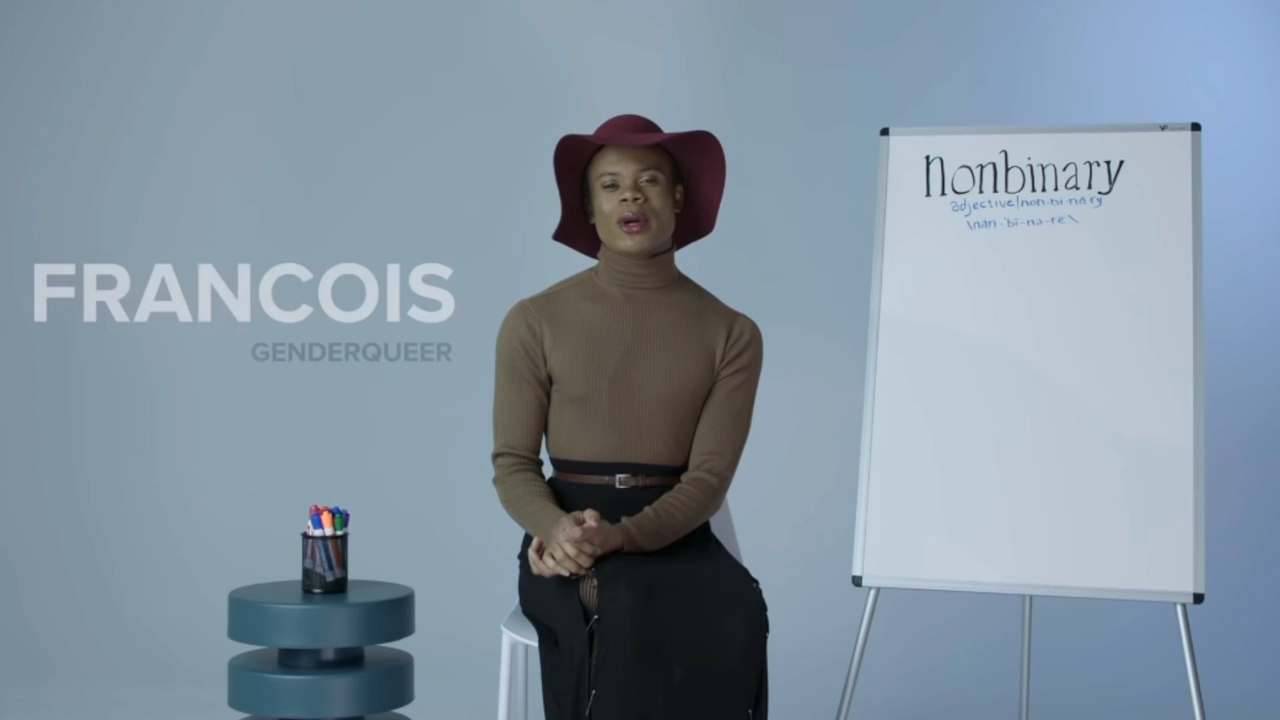 FRANCOIS
GENDERQUEER
Nonbinary
adjective/non·bi·na·ry
\nän-ˈbī-nə-rē\